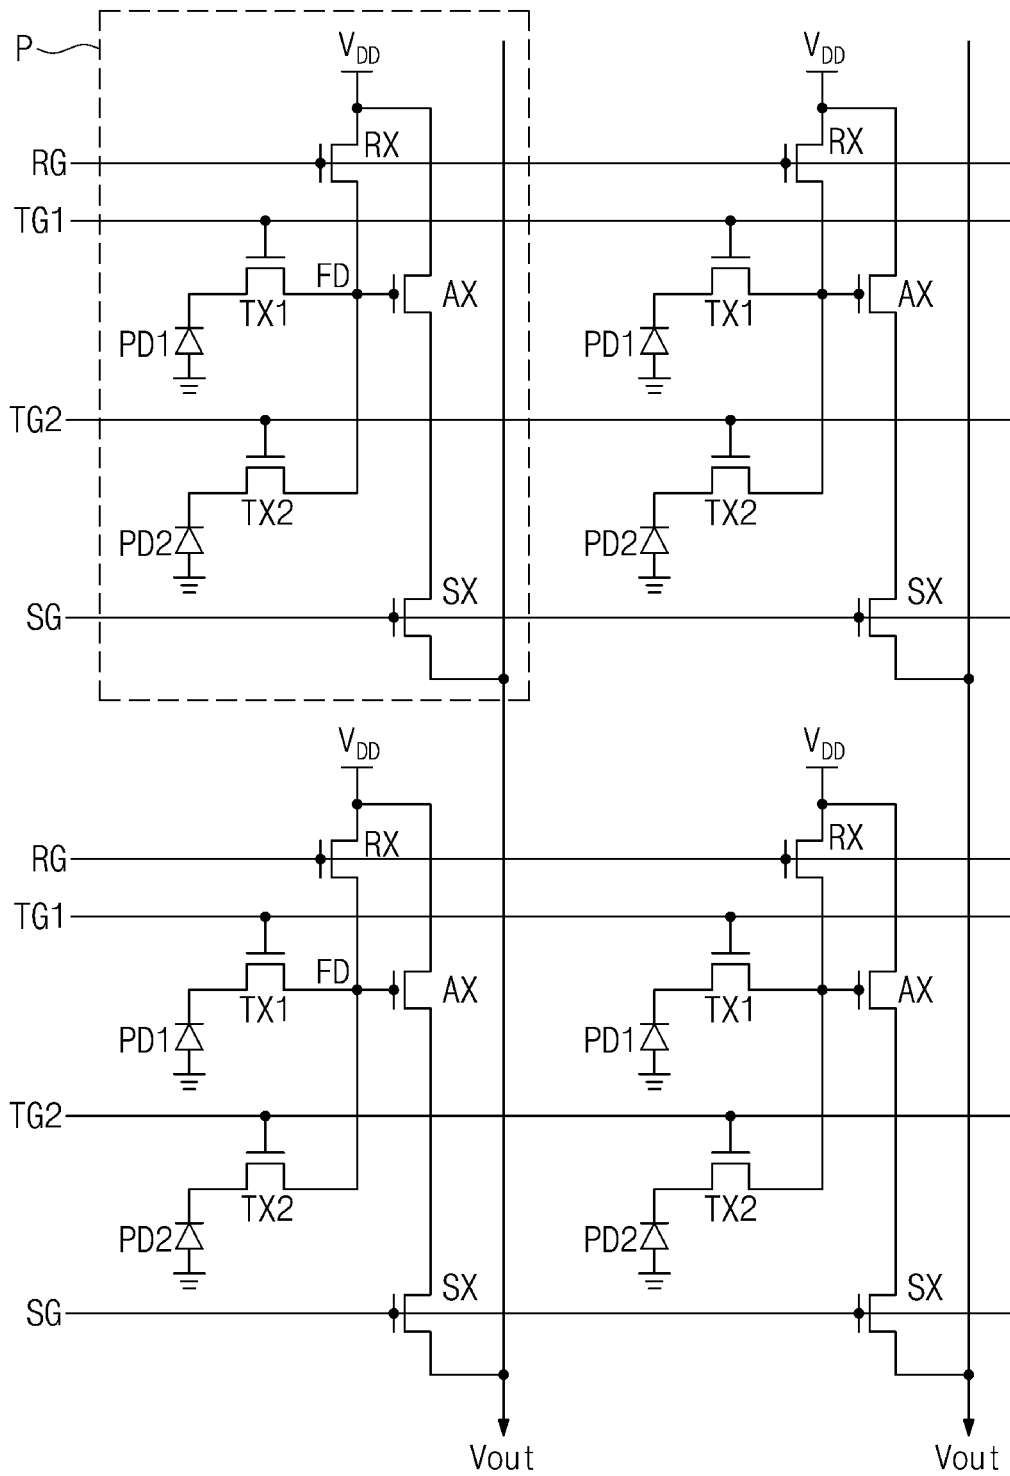 P
VDD
VDD
RG
RX
RX
TG1
FD
AX
AX
TX1
TX1
PD1
PD1
TG2
TX2
TX2
PD2
PD2
SX
SX
SG
VDD
VDD
RX
RX
RG
TG1
FD
AX
AX
TX1
TX1
PD1
PD1
TG2
TX2
TX2
PD2
PD2
SX
SX
SG
Vout
Vout